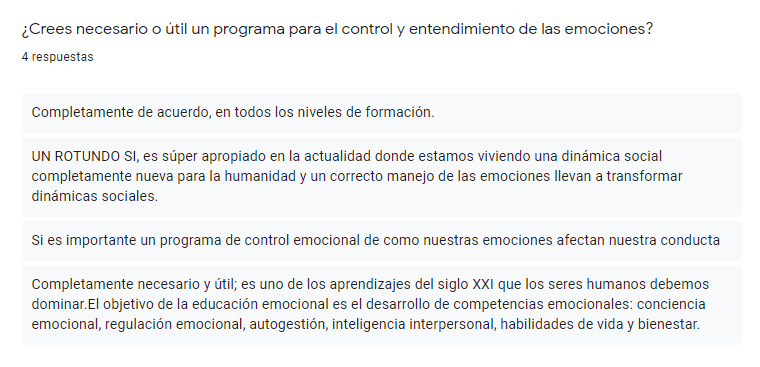 ¿Crees necesario o útil un programa para el control y entendimiento de las emociones?
4 respuestas
Completamente de acuerdo, en todos los niveles de formación.
UN ROTUNDO SI, es súper apropiado en la actualidad donde estamos viviendo una dinámica social
completamente nueva para la humanidad y un correcto manejo de las emociones llevan a transformar
dinámicas sociales.
Si es importante un programa de control emocional de como nuestras emociones afectan nuestra conducta
Completamente necesario y útil; es uno de los aprendizajes del siglo XXI que los seres humanos debemos
dominar.El objetivo de la educación emocional es el desarrollo de competencias emocionales: conciencia
emocional, regulación emocional, autogestión, inteligencia interpersonal, habilidades de vida y bienestar.